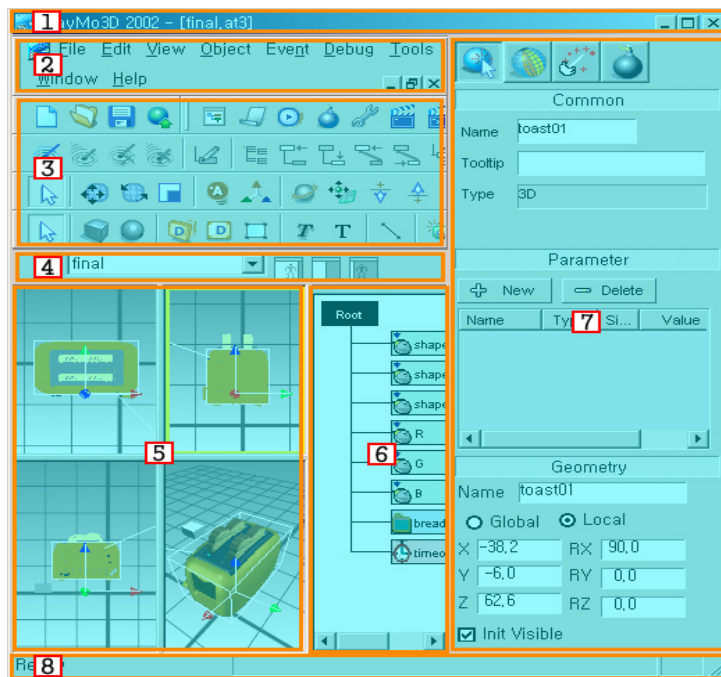 1
ayMo3D 2002 - [final,at3]
2
File Edit View Object Event Debug Tools
Window Help
3
A
D D T T
4
final
5
6
Root
shape
shape
shape
R
G
B
bread
timeo
Common
Name toast01
Tooltip
Type 3D
Parameter
New Delete
7
Name Typ Si... Value
Geometry
Name toast01
Global Local
X -38,2 RX 90,0
Y -6,0 RY 0,0
Z 62,6 RZ 0,0
Init Visible
8
Re